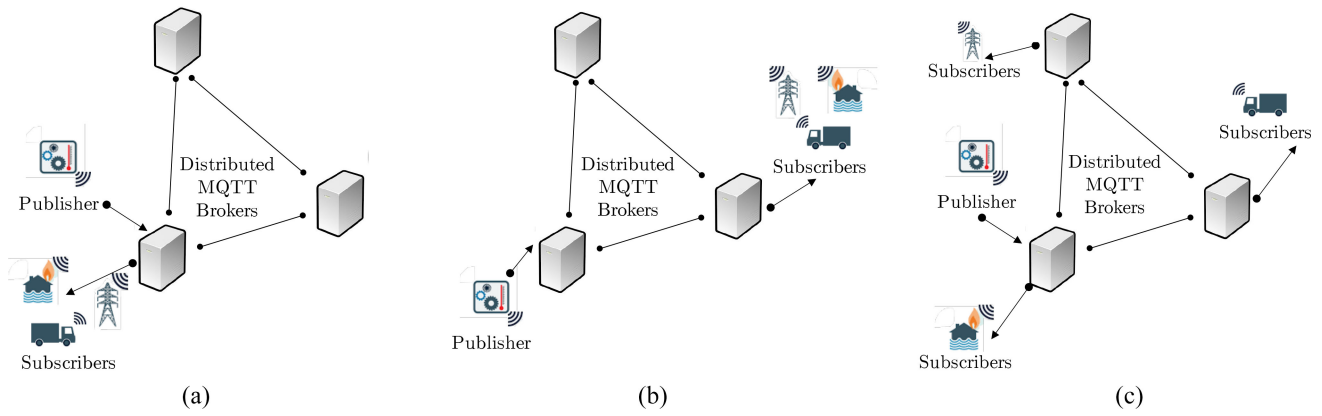 Distributed
MQTT
Brokers
Publisher
Subscribers
(a)
Distributed
MQTT
Brokers
Subscribers
Publisher
(b)
Subscribers
Subscribers
Distributed
MQTT
Brokers
Publisher
Subscribers
(c)